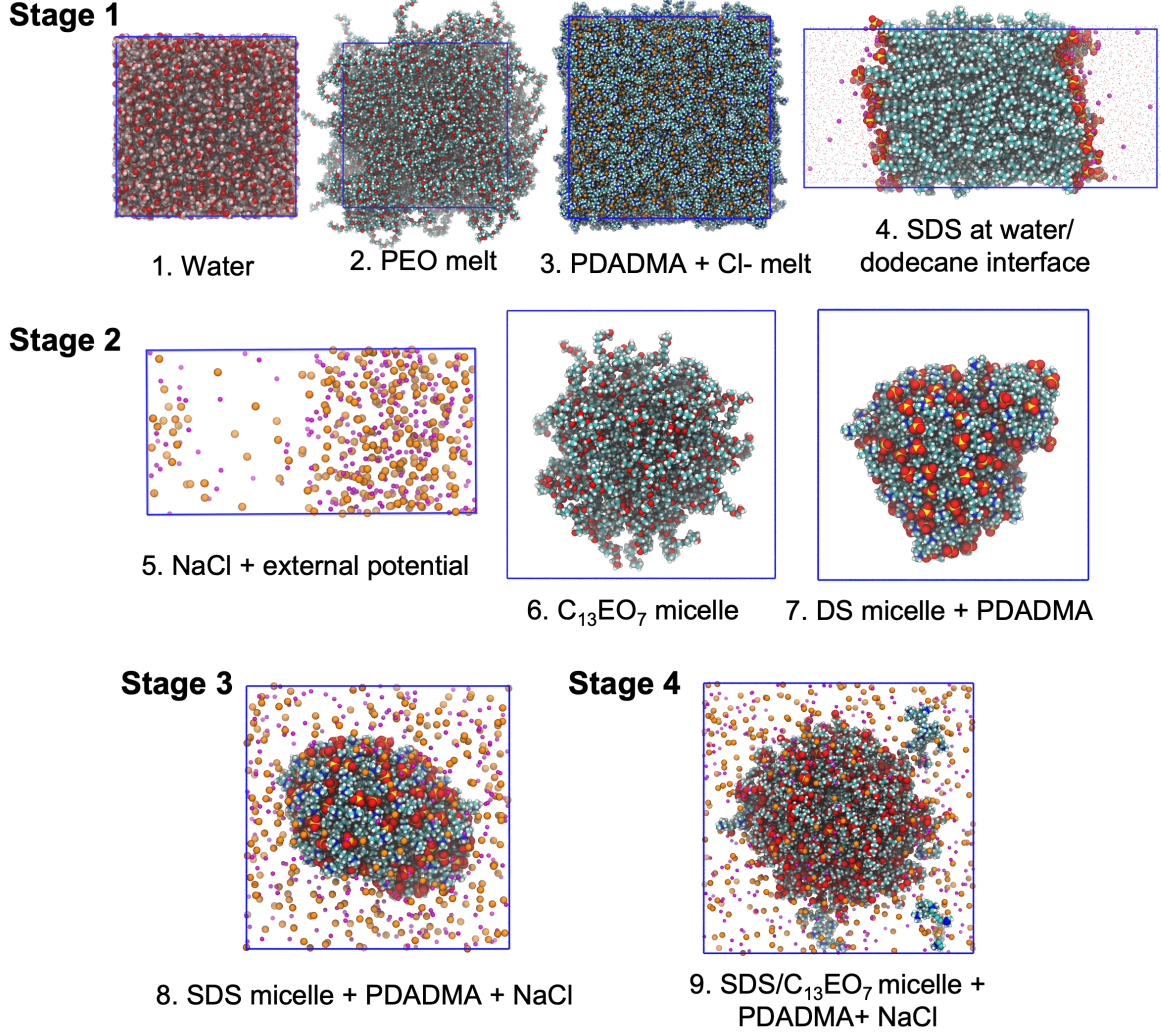 Stage 1
1. Water
2. PEO melt
3. PDADMA + Cl- melt
4. SDS at water/
dodecane interface
Stage 2
5. NaCl + external potential
6. C₁₃EO₇ micelle
7. DS micelle + PDADMA
Stage 3
8. SDS micelle + PDADMA + NaCl
Stage 4
9. SDS/C₁₃EO₇ micelle +
PDADMA+ NaCl